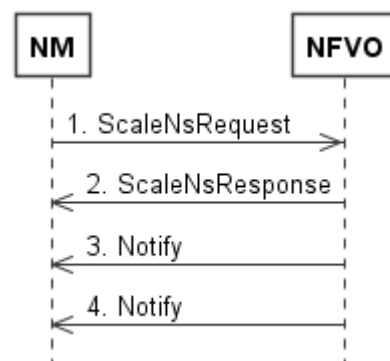 NM NFVO
1. ScaleNsRequest
2. ScaleNsResponse
3. Notify
4. Notify